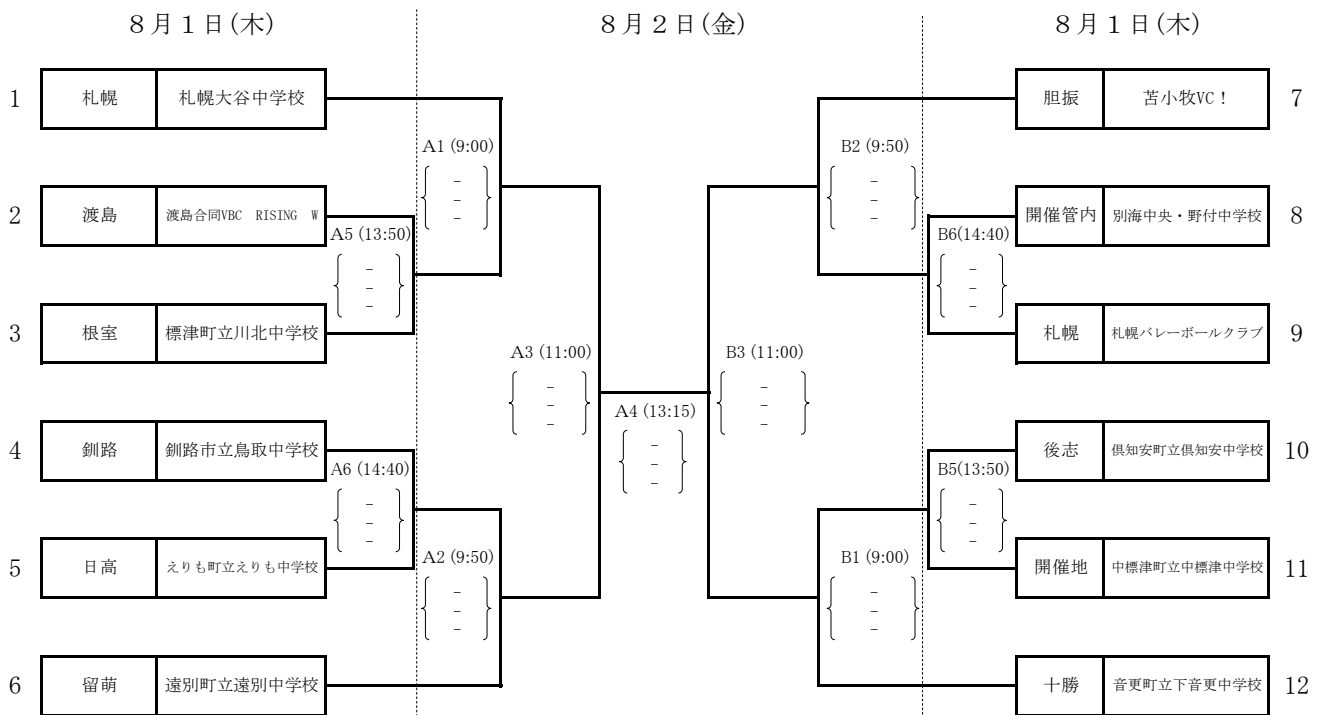 ８月１日(木)
８月２日(金)
８月１日(木)
1 札幌 札幌大谷中学校
胆振 苫小牧VC！ 7
A1 (9:00)
B2 (9:50)
－
－
－
－
－
－
2 渡島 渡島合同VBC　RISING　W
開催管内 別海中央・野付中学校 8
A5 (13:50)
B6(14:40)
－
－
－
－
－
－
3 根室 標津町立川北中学校
札幌 札幌バレーボールクラブ 9
A3 (11:00)
B3 (11:00)
－
－
－
－
－
－
A4 (13:15)
－
－
－
4 釧路 釧路市立鳥取中学校
後志 倶知安町立倶知安中学校 10
A6 (14:40)
B5(13:50)
－
－
－
－
－
－
5 日高 えりも町立えりも中学校
開催地 中標津町立中標津中学校 11
A2 (9:50)
B1 (9:00)
－
－
－
－
－
－
6 留萌 遠別町立遠別中学校
十勝 音更町立下音更中学校 12